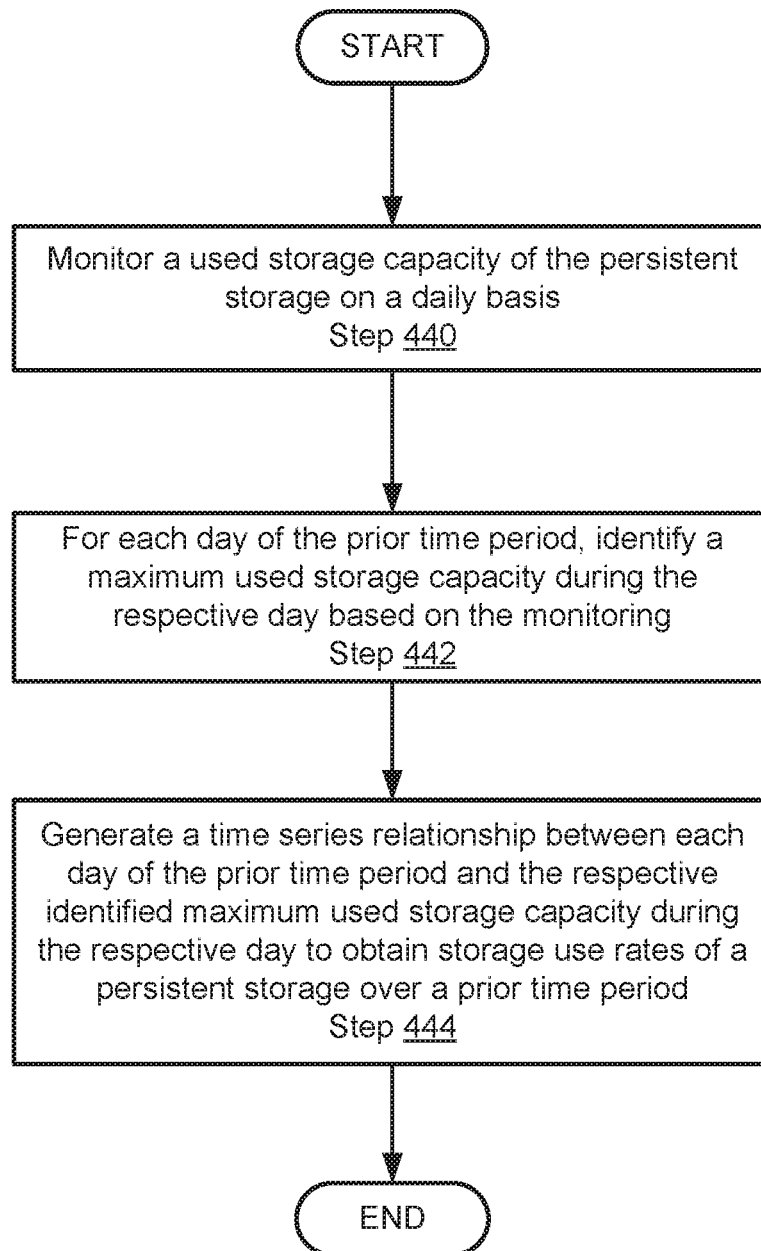 START
Monitor a used storage capacity of the persistent
storage on a daily basis
Step 440
For each day of the prior time period, identify a
maximum used storage capacity during the
respective day based on the monitoring
Step 442
Generate a time series relationship between each
day of the prior time period and the respective
identified maximum used storage capacity during
the respective day to obtain storage use rates of a
persistent storage over a prior time period
Step 444
END